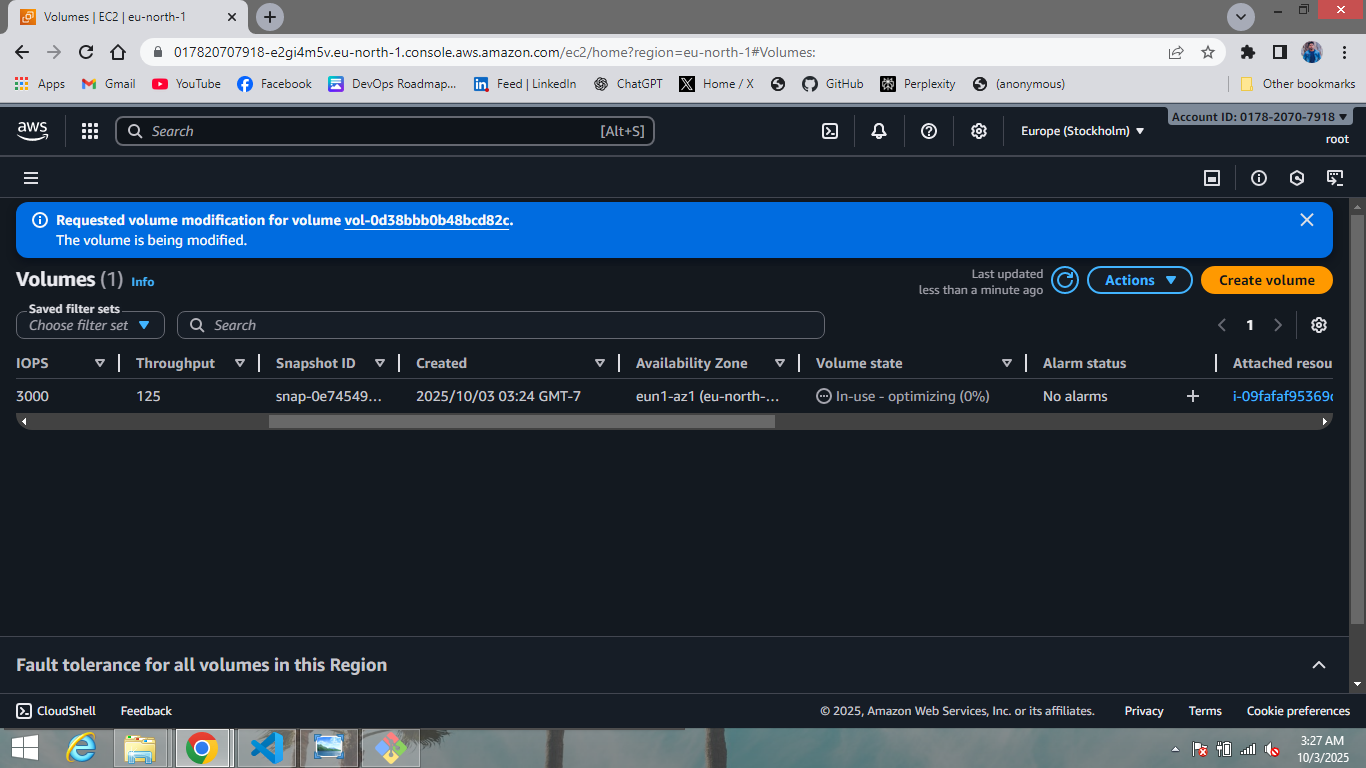 Volumes | EC2 | eu-north-1
017820707918-e2gi4m5v.eu-north-1.console.aws.amazon.com/ec2/home?region=eu-north-1#Volumes:
Apps Gmail YouTube Facebook DevOps Roadmap... Feed | LinkedIn ChatGPT Home / X GitHub Perplexity (anonymous) Other bookmarks
aws Search [Alt+S] Europe (Stockholm) Account ID: 0178-2070-7918
root
Requested volume modification for volume vol-0d38bbb0b48bcd82c.
The volume is being modified.
Volumes (1) Info
Last updated
less than a minute ago
Actions Create volume
Saved filter sets
Choose filter set Search 1
IOPS Throughput Snapshot ID Created Availability Zone Volume state Alarm status Attached resou
3000 125 snap-0e74549... 2025/10/03 03:24 GMT-7 eun1-az1 (eu-north-... In-use - optimizing (0%) No alarms i-09fafaf95369c
Fault tolerance for all volumes in this Region
CloudShell Feedback © 2025, Amazon Web Services, Inc. or its affiliates. Privacy Terms Cookie preferences
3:27 AM
10/3/2025